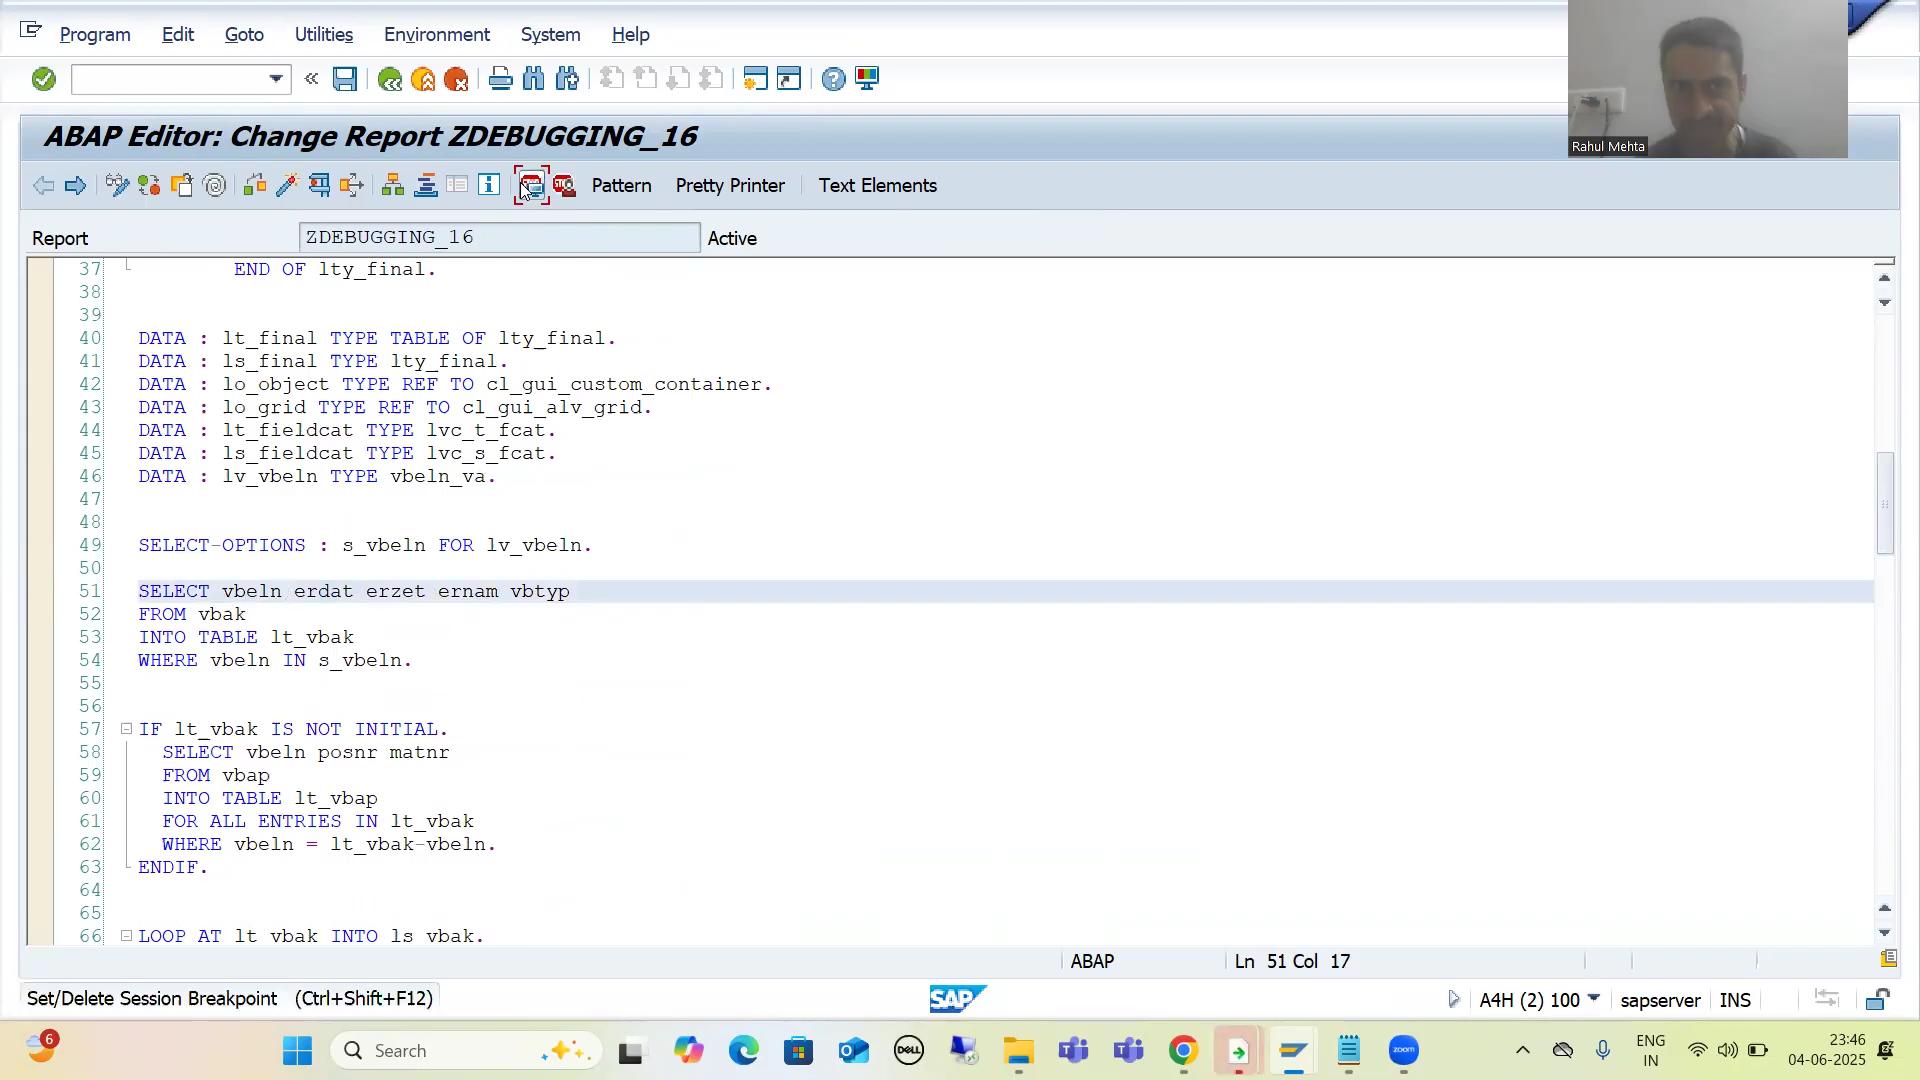 Program Edit Goto Utilities Environment System Help
Rahul Mehta
ABAP Editor: Change Report ZDEBUGGING_16
Pattern Pretty Printer Text Elements
Report ZDEBUGGING_16 Active
37 END OF lty_final.
38
39
40 DATA : lt_final TYPE TABLE OF lty_final.
41 DATA : ls_final TYPE lty_final.
42 DATA : lo_object TYPE REF TO cl_gui_custom_container.
43 DATA : lo_grid TYPE REF TO cl_gui_alv_grid.
44 DATA : lt_fieldcat TYPE lvc_t_fcat.
45 DATA : ls_fieldcat TYPE lvc_s_fcat.
46 DATA : lv_vbeln TYPE vbeln_va.
47
48
49 SELECT-OPTIONS : s_vbeln FOR lv_vbeln.
50
51 SELECT vbeln erdat erzet ernam vbtyp
52 FROM vbak
53 INTO TABLE lt_vbak
54 WHERE vbeln IN s_vbeln.
55
56
57 IF lt_vbak IS NOT INITIAL.
58 SELECT vbeln posnr matnr
59 FROM vbap
60 INTO TABLE lt_vbap
61 FOR ALL ENTRIES IN lt_vbak
62 WHERE vbeln = lt_vbak-vbeln.
63 ENDIF.
64
65
66 LOOP AT lt_vbak INTO ls_vbak.
ABAP Ln 51 Col 17
Set/Delete Session Breakpoint (Ctrl+Shift+F12) SAP A4H (2) 100 sapserver INS
6 Search DELL zoom ENG IN 23:46 04-06-2025